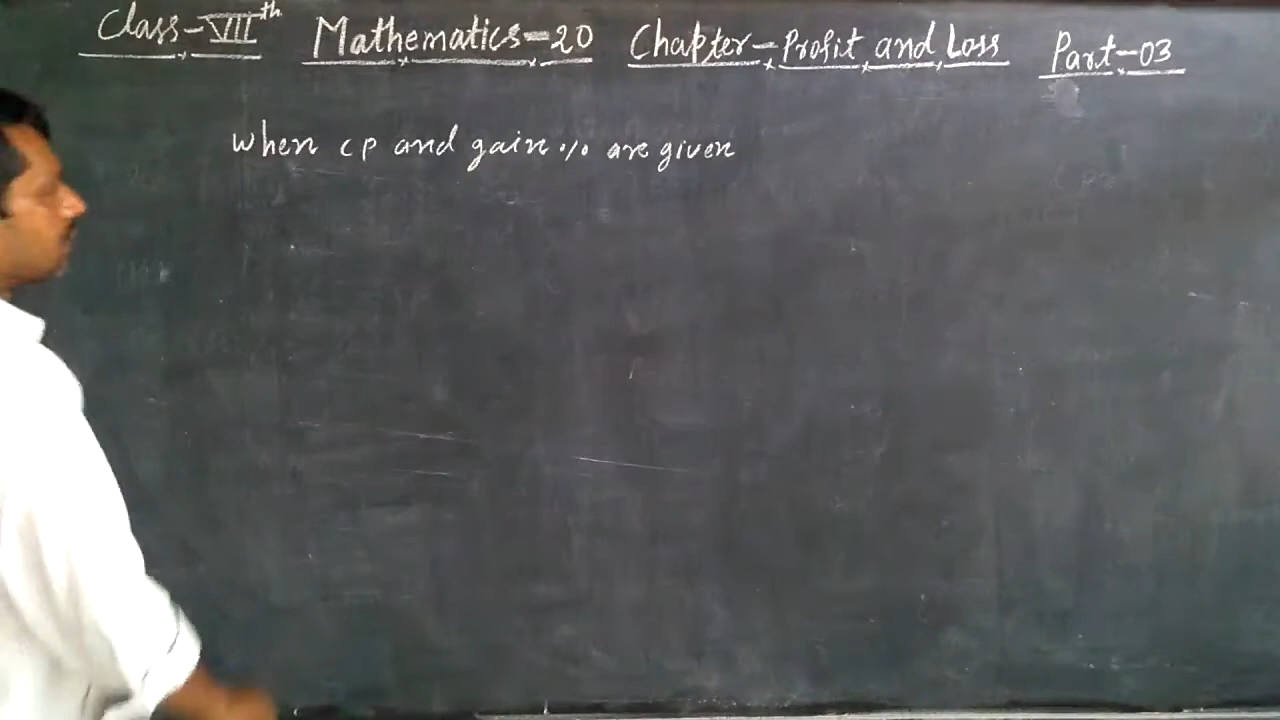 Class-VIIIth Mathematics-20 Chapter-Profit and Loss Part-03
When CP and gain % are given